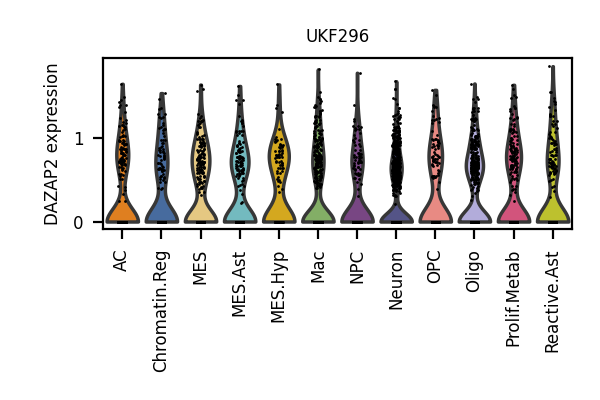 UKF296
DAZAP2 expression
1
0
AC
Chromatin.Reg
MES
MES.Ast
MES.Hyp
Mac
NPC
Neuron
OPC
Oligo
Prolif.Metab
Reactive.Ast